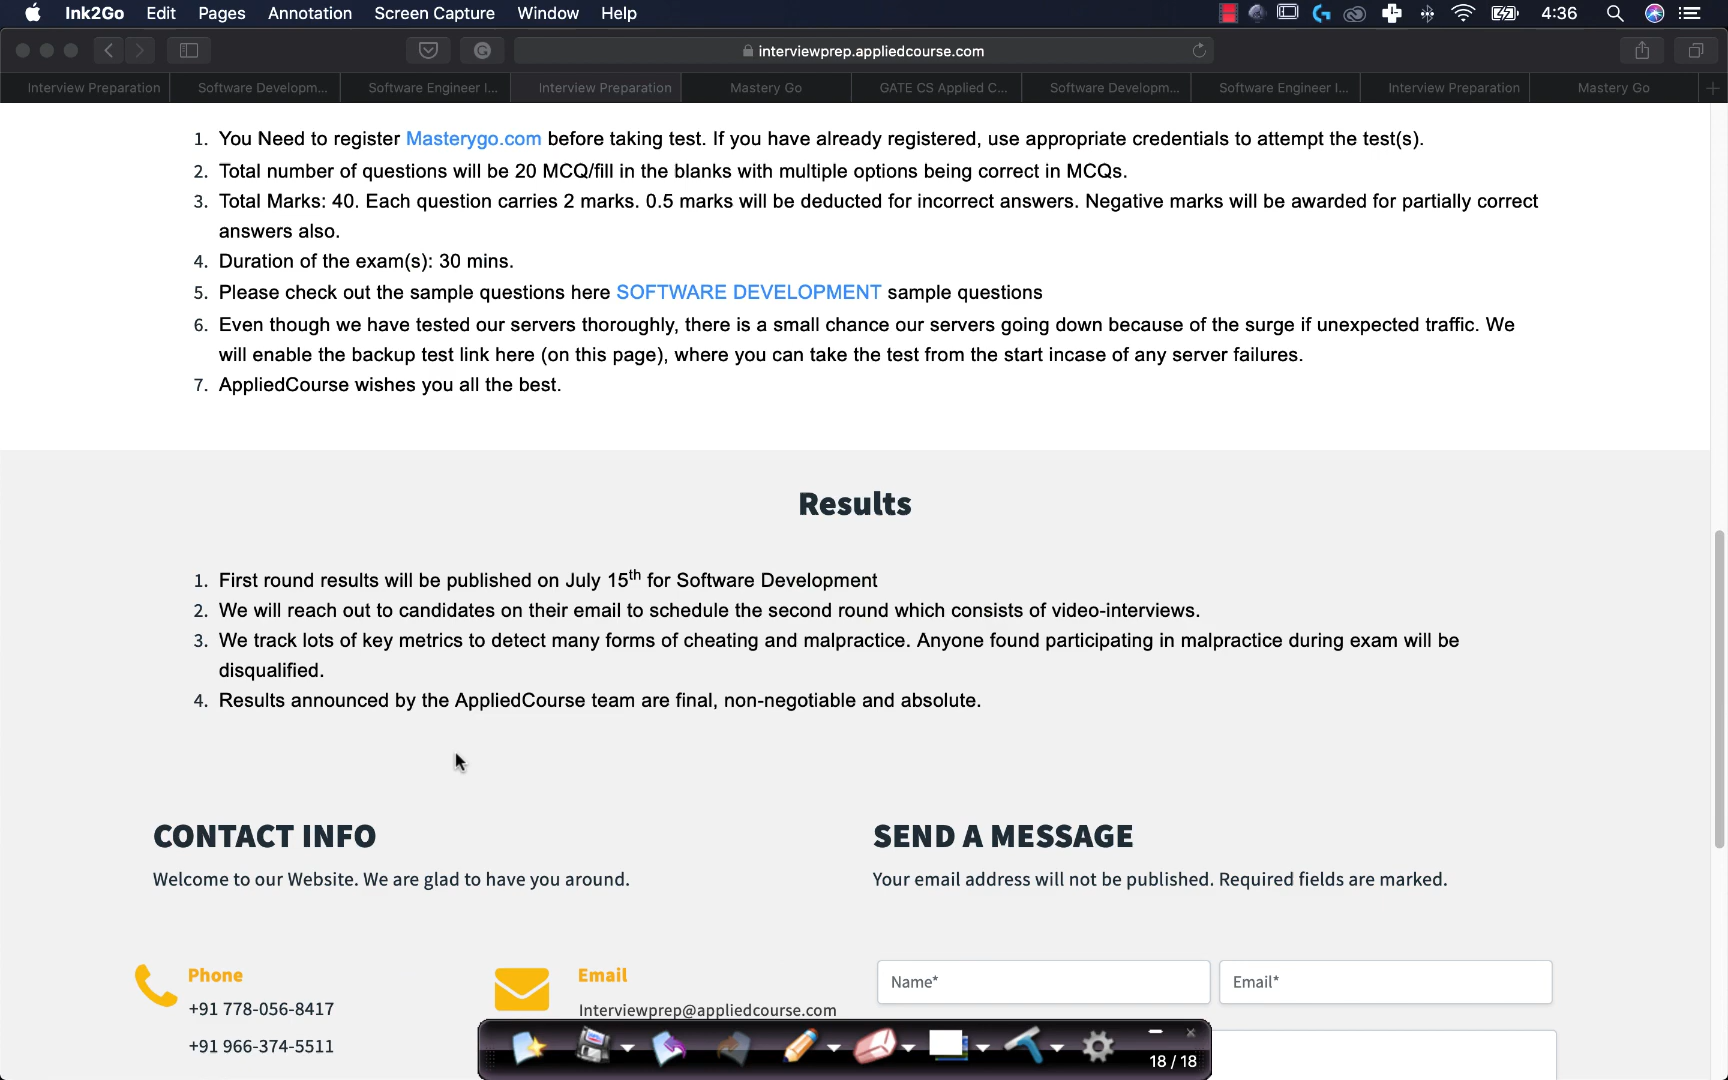 Ink2Go Edit Pages Annotation Screen Capture Window Help 4:36
interviewprep.appliedcourse.com
Interview Preparation Software Developm... Software Engineer I... Interview Preparation Mastery Go GATE CS Applied C... Software Developm... Software Engineer I... Interview Preparation Mastery Go
1. You Need to register Masterygo.com before taking test. If you have already registered, use appropriate credentials to attempt the test(s).
2. Total number of questions will be 20 MCQ/fill in the blanks with multiple options being correct in MCQs.
3. Total Marks: 40. Each question carries 2 marks. 0.5 marks will be deducted for incorrect answers. Negative marks will be awarded for partially correct
answers also.
4. Duration of the exam(s): 30 mins.
5. Please check out the sample questions here SOFTWARE DEVELOPMENT sample questions
6. Even though we have tested our servers thoroughly, there is a small chance our servers going down because of the surge if unexpected traffic. We
will enable the backup test link here (on this page), where you can take the test from the start incase of any server failures.
7. AppliedCourse wishes you all the best.
Results
1. First round results will be published on July 15th for Software Development
2. We will reach out to candidates on their email to schedule the second round which consists of video-interviews.
3. We track lots of key metrics to detect many forms of cheating and malpractice. Anyone found participating in malpractice during exam will be
disqualified.
4. Results announced by the AppliedCourse team are final, non-negotiable and absolute.
CONTACT INFO
Welcome to our Website. We are glad to have you around.
SEND A MESSAGE
Your email address will not be published. Required fields are marked.
Phone
+91 778-056-8417
+91 966-374-5511
Email
Interviewprep@appliedcourse.com
Name*
Email*
18 / 18